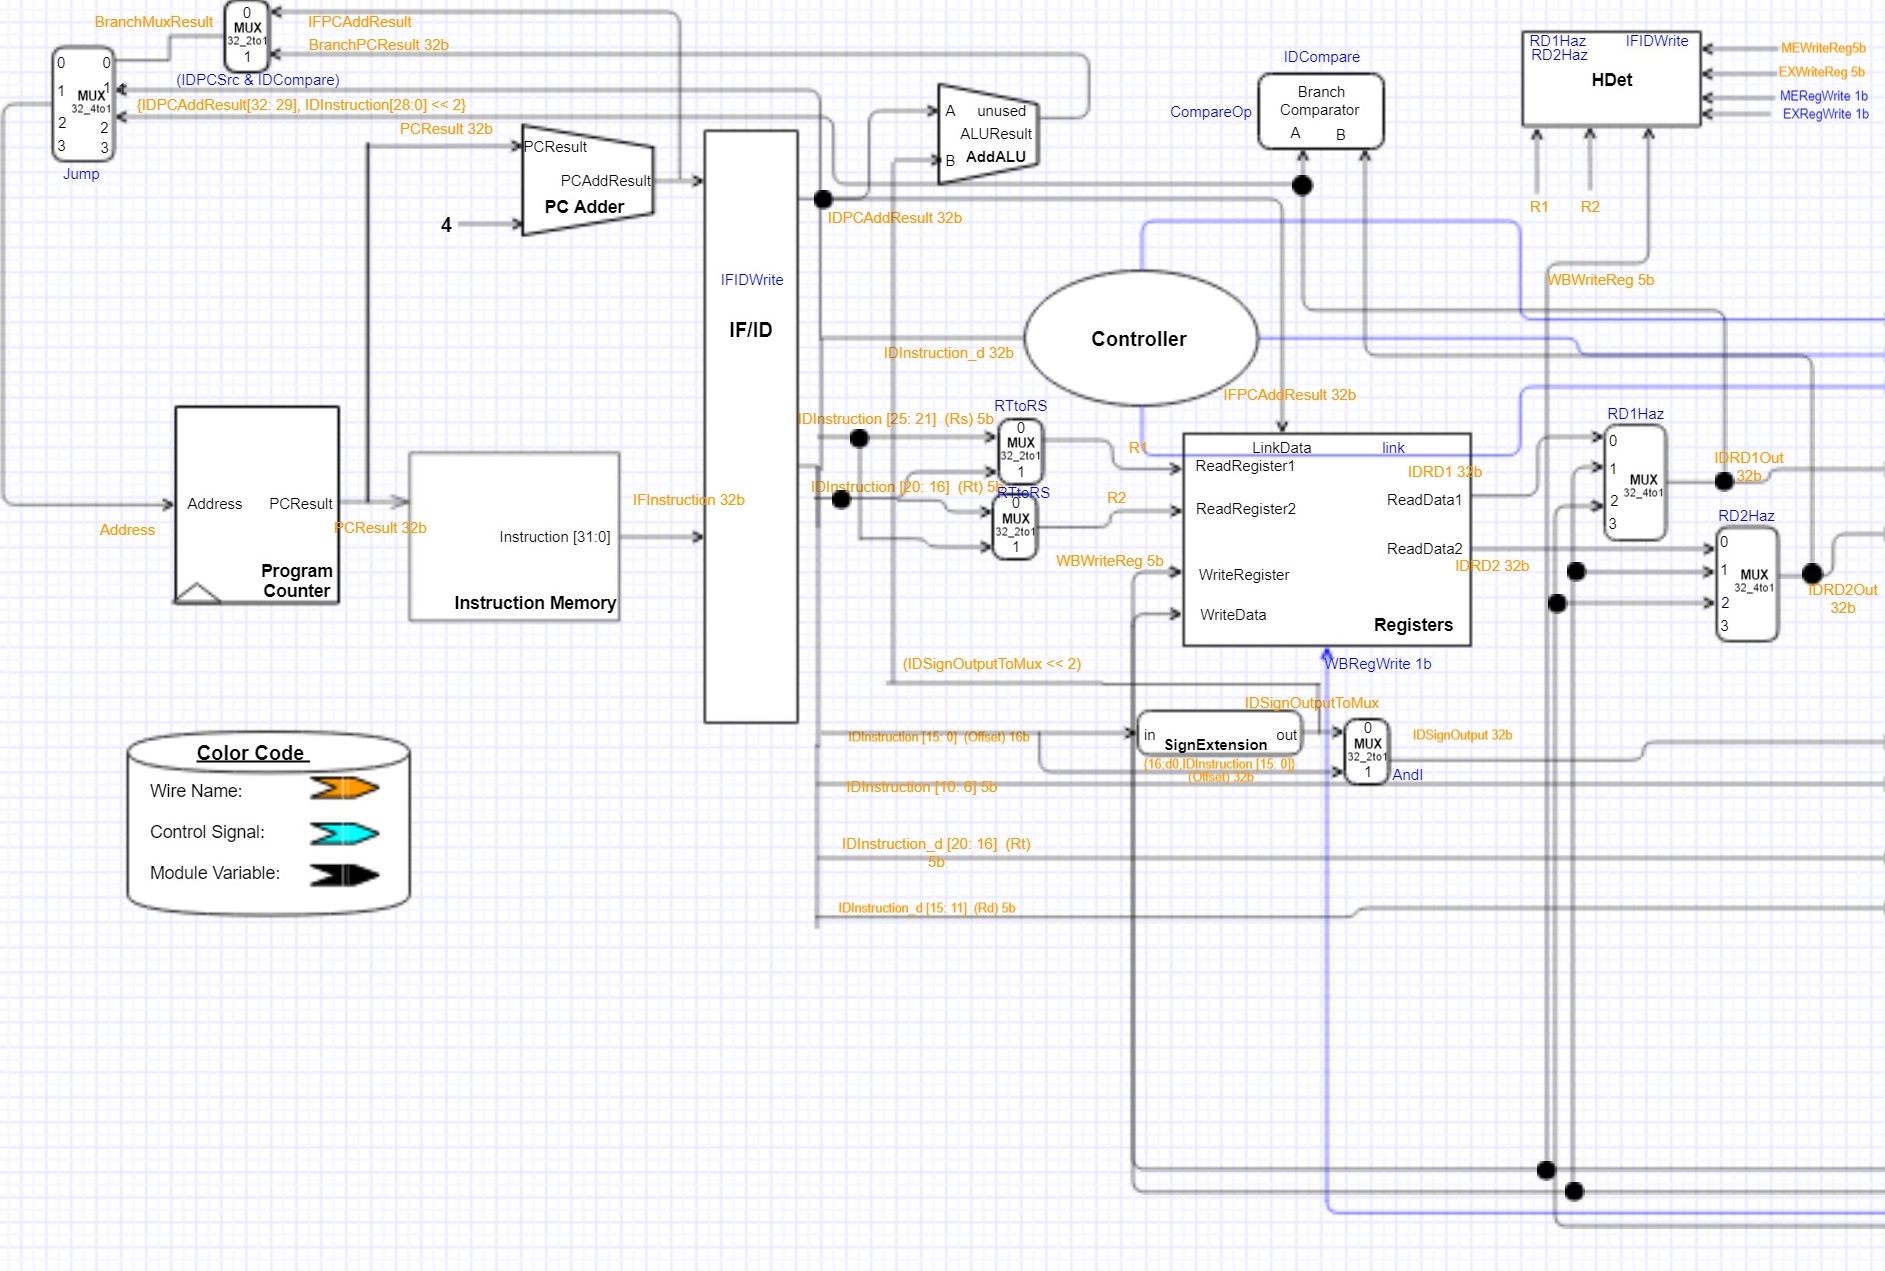 BranchMuxResult
0
MUX
32_2to1
1
IFPCAddResult
BranchPCResult 32b
(IDPCSrc & IDCompare)
{IDPCAddResult[32: 29], IDInstruction[28:0] << 2}
0 0
1 1
MUX
32_4to1
2 2
3 3
Jump
PCResult 32b
PCResult
PCAddResult
PC Adder
4
A unused
ALUResult
B AddALU
IDCompare
CompareOp
Branch
Comparator
A B
RD1Haz IFIDWrite
RD2Haz
HDet
MEWriteReg5b
EXWriteReg 5b
MERegWrite 1b
EXRegWrite 1b
R1 R2
WBWriteReg 5b
IDPCAddResult 32b
IFIDWrite
IF/ID
Controller
IDInstruction_d 32b
IFPCAddResult 32b
Address
Address PCResult
Program
Counter
PCResult 32b
Instruction [31:0]
Instruction Memory
IFInstruction 32b
IDInstruction [25: 21] (Rs) 5b
RTtoRS
0
MUX
32_2to1
1
R1
IDInstruction [20: 16] (Rt) 5b
RTtoRS
0
MUX
32_2to1
1
R2
WBWriteReg 5b
LinkData link
ReadRegister1
ReadData1
ReadRegister2
ReadData2
WriteRegister
WriteData
Registers
IDRD1 32b
IDRD2 32b
RD1Haz
0
1
MUX
32_4to1
2
3
IDRD1Out
32b
RD2Haz
0
1
MUX
32_4to1
2
3
IDRD2Out
32b
(IDSignOutputToMux << 2)
WBRegWrite 1b
IDSignOutputToMux
IDInstruction [15: 0] (Offset) 16b
in out
SignExtension
{16;d0,IDInstruction [15: 0]}
(Offset) 32b
0
MUX
32_2to1
1
AndI
IDSignOutput 32b
IDInstruction [10: 6] 5b
IDInstruction_d [20: 16] (Rt)
5b
IDInstruction_d [15: 11] (Rd) 5b
Color Code
Wire Name:
Control Signal:
Module Variable: